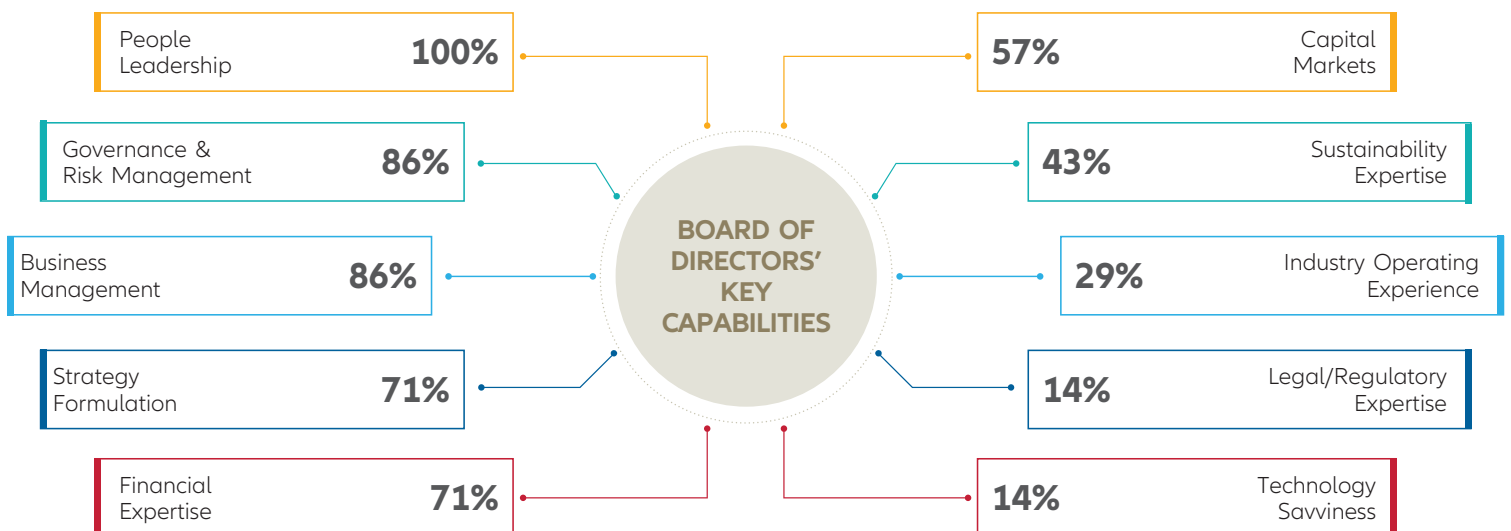 People
Leadership
100%
Governance &
Risk Management
86%
Business
Management
86%
Strategy
Formulation
71%
Financial
Expertise
71%
BOARD OF
DIRECTORS’
KEY
CAPABILITIES
57%
Capital
Markets
43%
Sustainability
Expertise
29%
Industry Operating
Experience
14%
Legal/Regulatory
Expertise
14%
Technology
Savviness